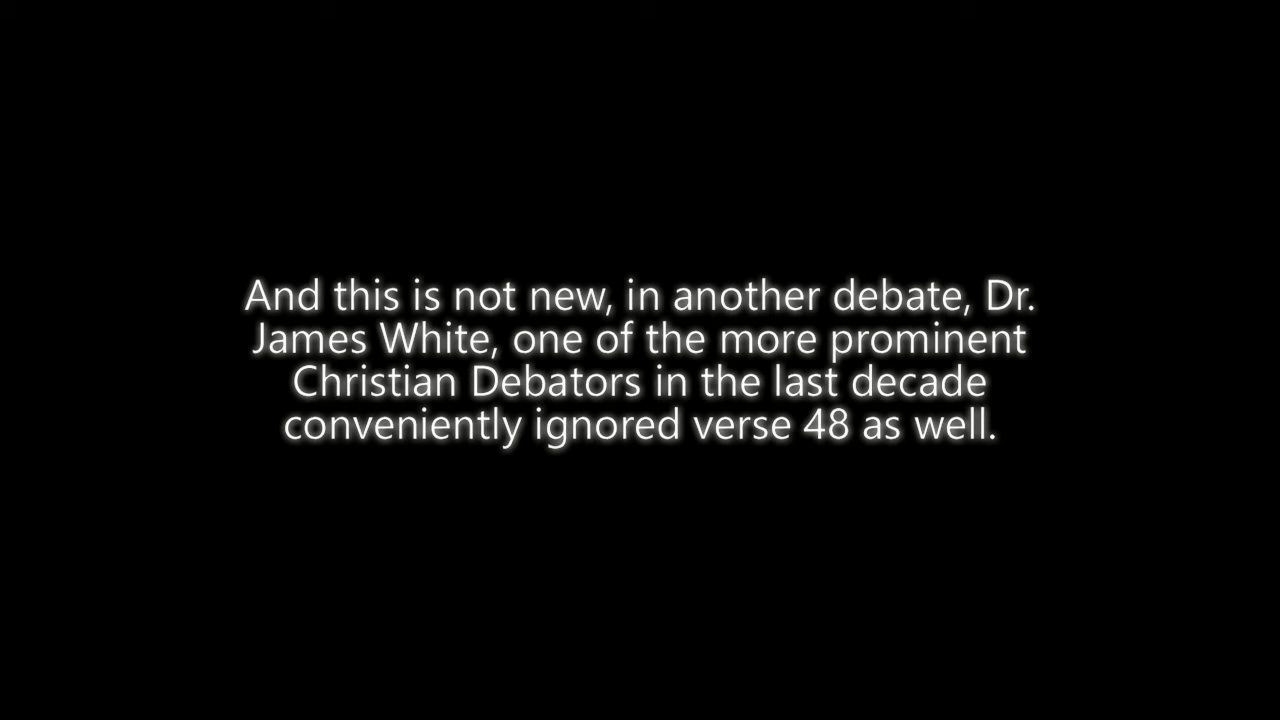 And this is not new, in another debate, Dr.
James White, one of the more prominent
Christian Debators in the last decade
conveniently ignored verse 48 as well.